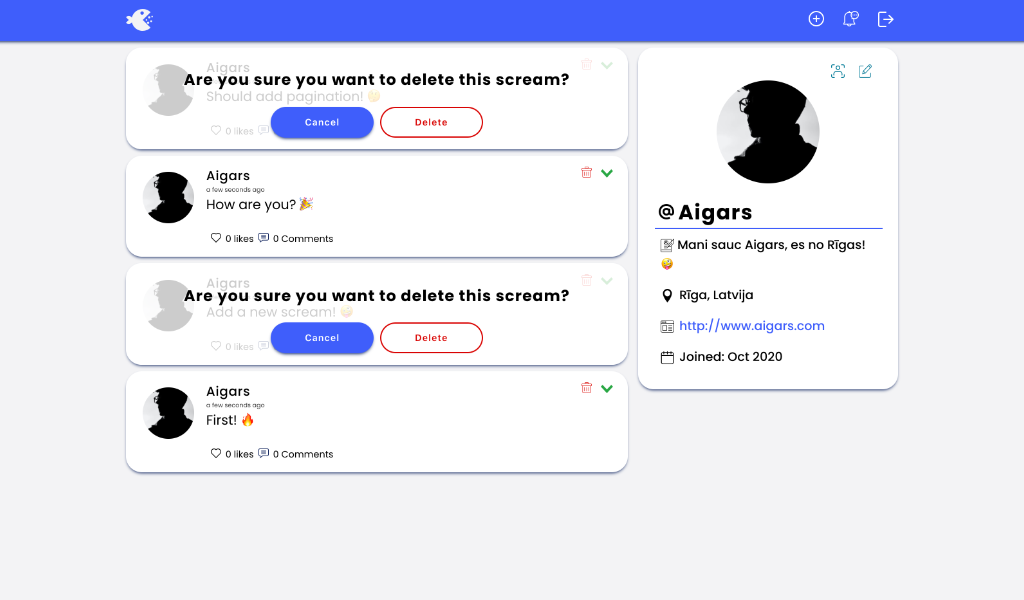 Aigars
Are you sure you want to delete this scream?
Should add pagination! 🤔
0 likes
Cancel
Delete
Aigars
a few seconds ago
How are you? 🎉
0 likes 0 Comments
Aigars
Are you sure you want to delete this scream?
Add a new scream!
0 likes
Cancel
Delete
Aigars
a few seconds ago
First! 🔥
0 likes 0 Comments
@Aigars
Mani sauc Aigars, es no Rīgas!
🤪
Rīga, Latvija
http://www.aigars.com
Joined: Oct 2020